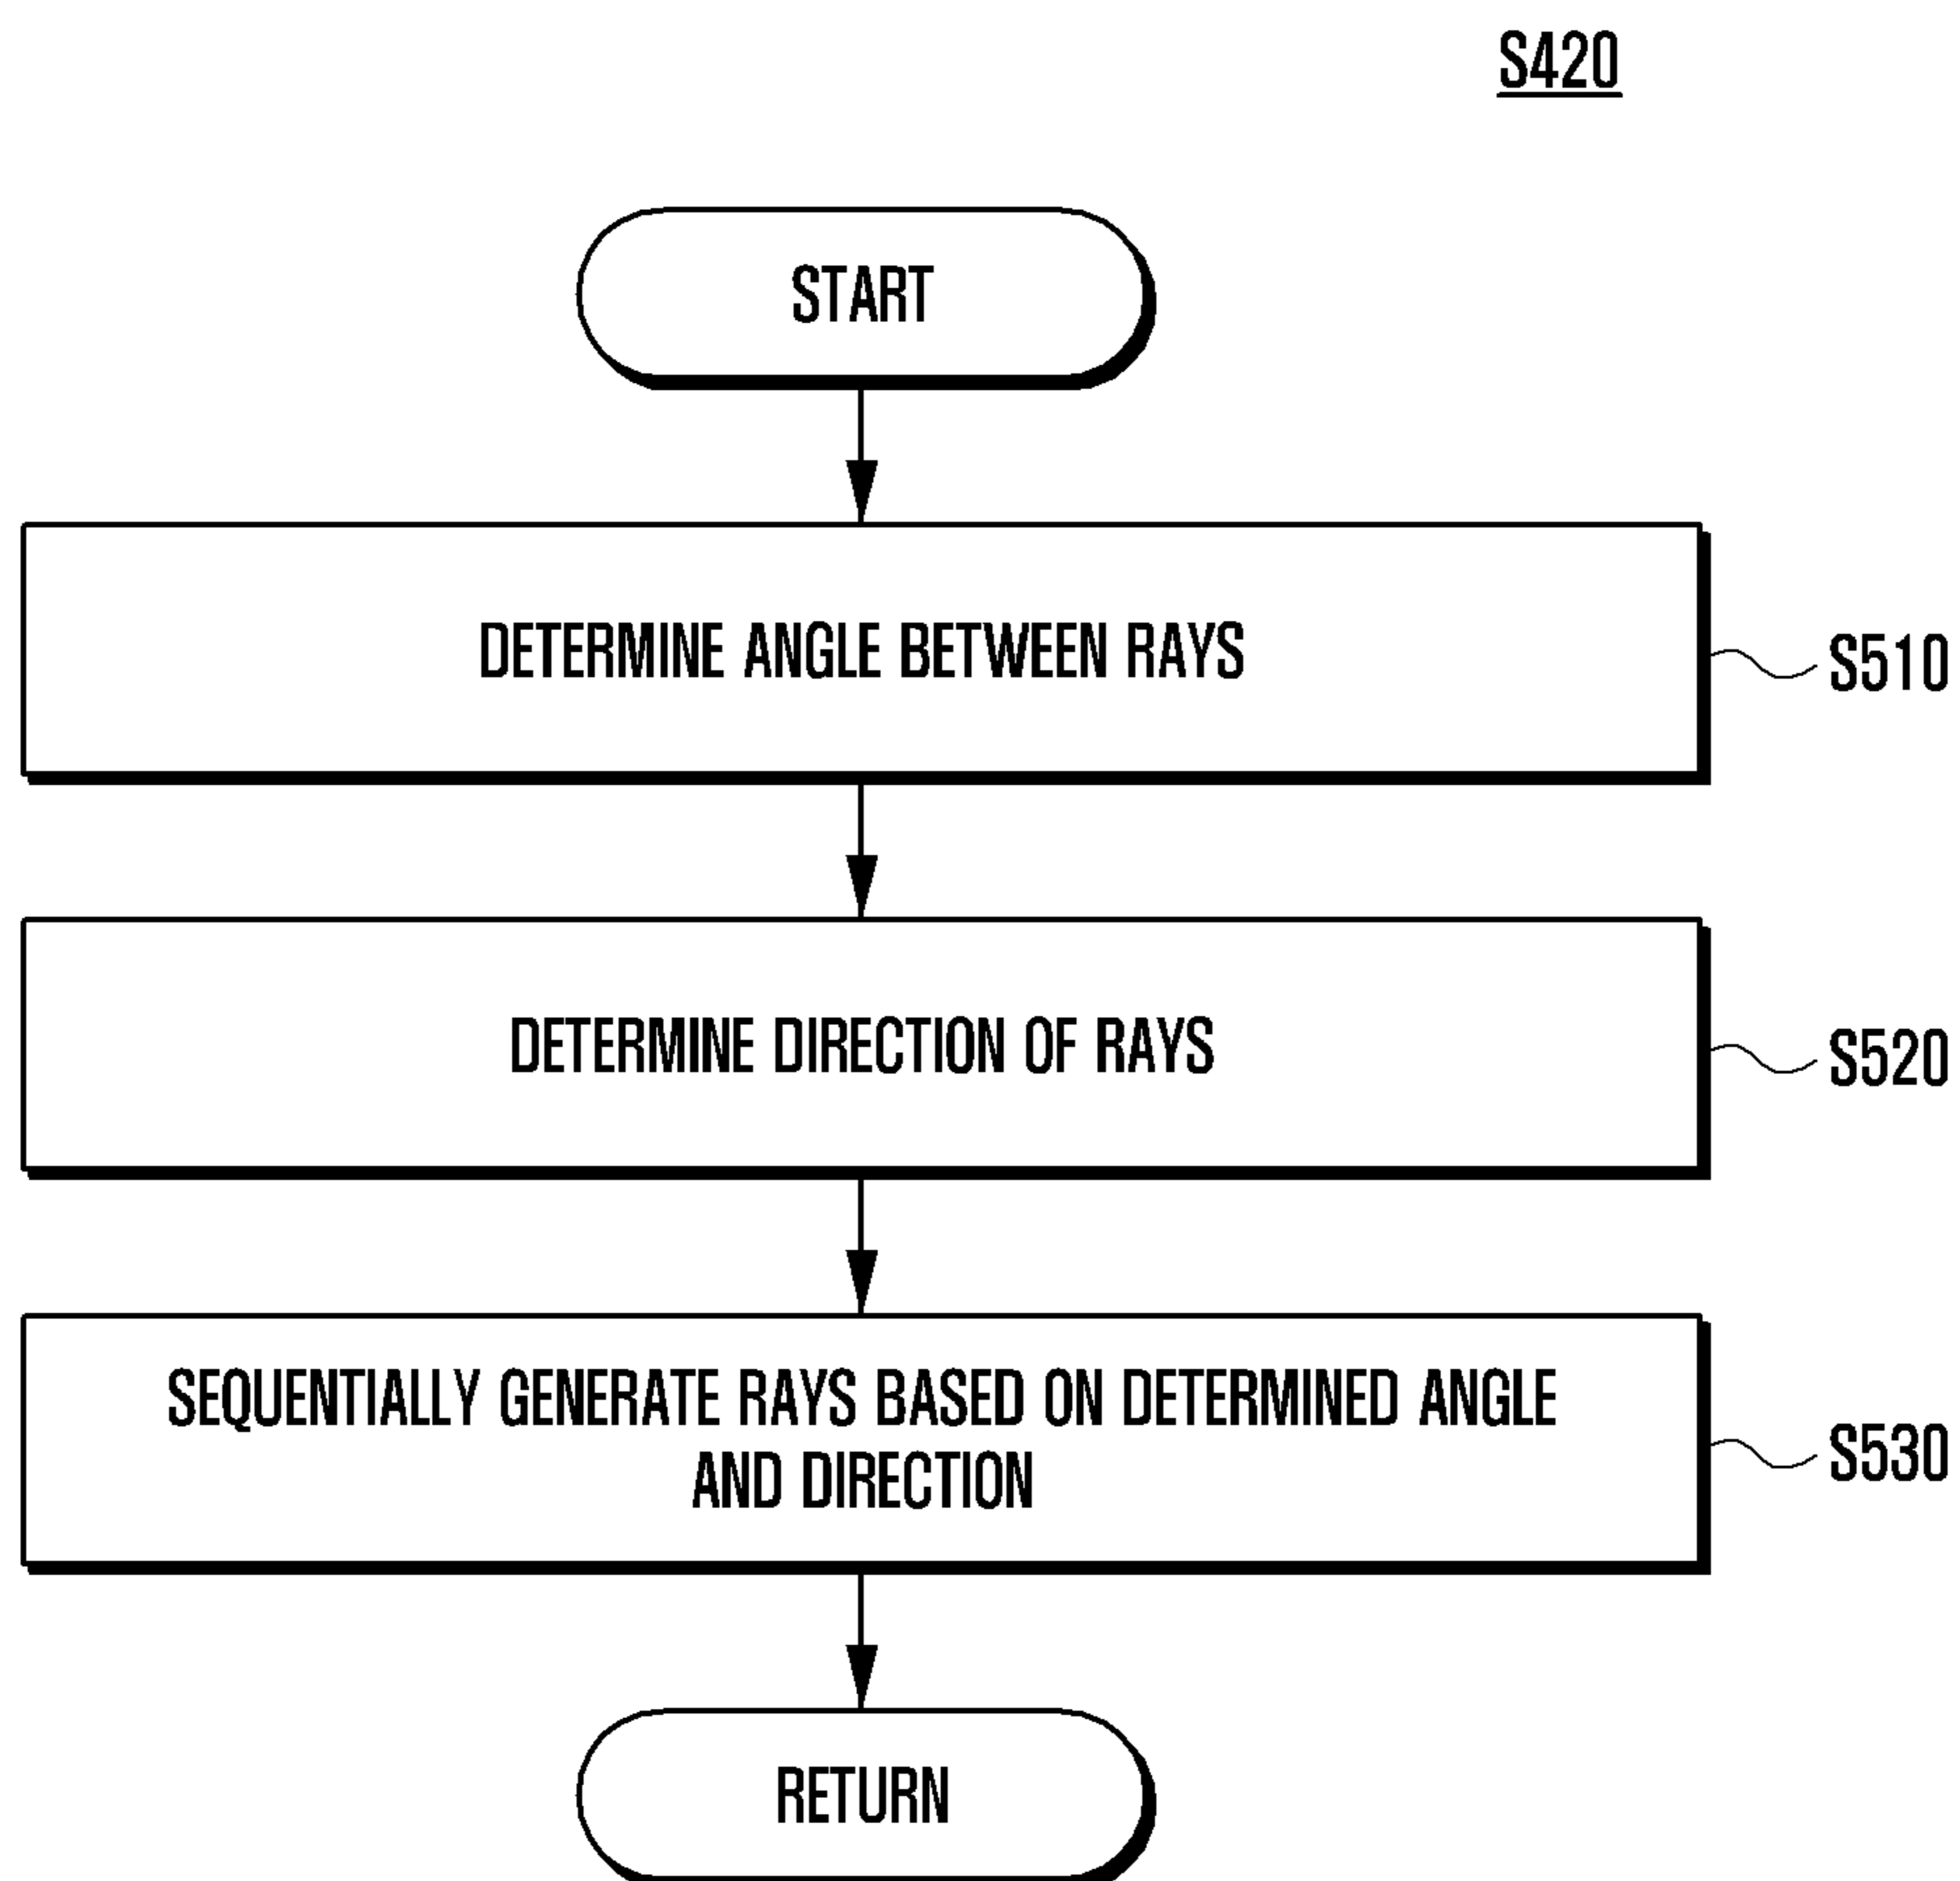 S420
START
DETERMINE ANGLE BETWEEN RAYS
S510
DETERMINE DIRECTION OF RAYS
S520
SEQUENTIALLY GENERATE RAYS BASED ON DETERMINED ANGLE
AND DIRECTION
S530
RETURN